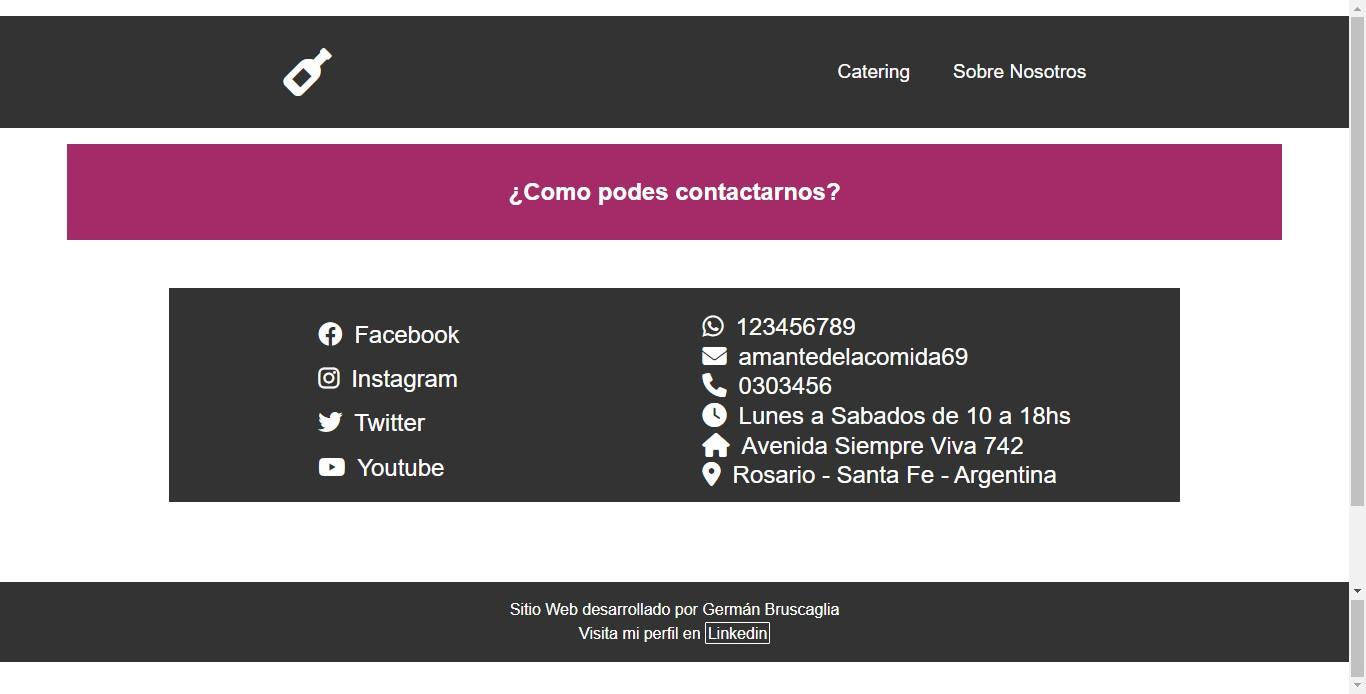 Catering
Sobre Nosotros
¿Como podes contactarnos?
Facebook
Instagram
Twitter
Youtube
123456789
amantedelacomida69
0303456
Lunes a Sabados de 10 a 18hs
Avenida Siempre Viva 742
Rosario - Santa Fe - Argentina
Sitio Web desarrollado por Germán Bruscaglia
Visita mi perfil en Linkedin